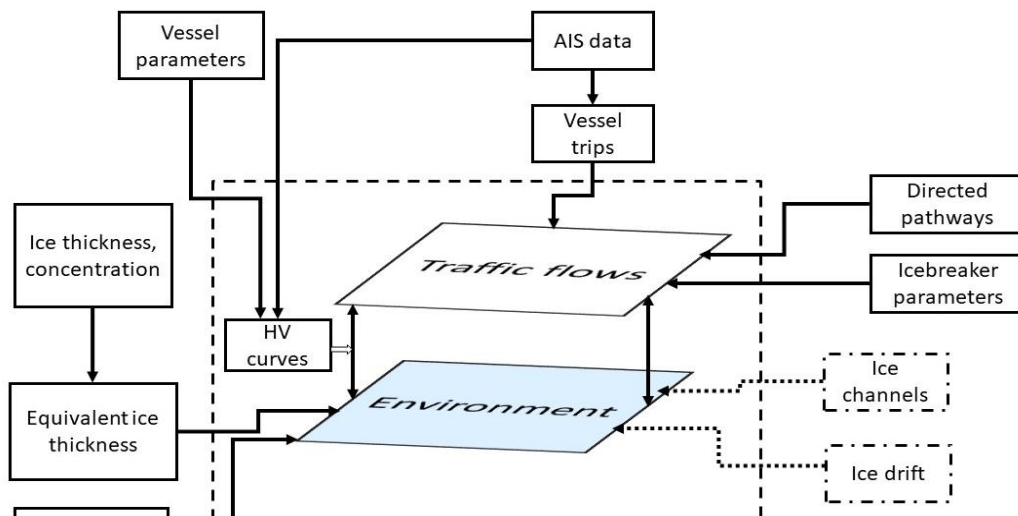 Vessel
parameters
AIS data
Vessel
trips
Directed
pathways
Ice thickness,
concentration
Traffic flows
Icebreaker
parameters
HV
curves
Ice
channels
Equivalent ice
thickness
Environment
Ice drift